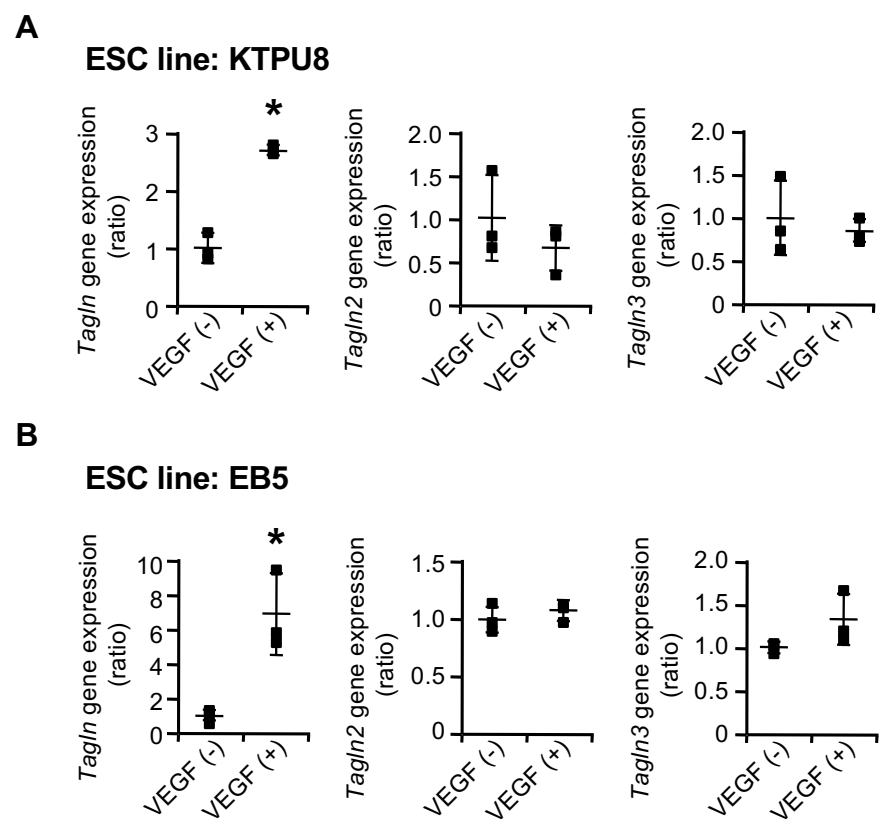 A
ESC line: KTPU8
Tagln gene expression
(ratio)
3
2
1
0
*
VEGF (-)
VEGF (+)
Tagln2 gene expression
(ratio)
2.0
1.5
1.0
0.5
0
VEGF (-)
VEGF (+)
Tagln3 gene expression
(ratio)
2.0
1.5
1.0
0.5
0
VEGF (-)
VEGF (+)
B
ESC line: EB5
Tagln gene expression
(ratio)
10
8
6
4
2
0
*
VEGF (-)
VEGF (+)
Tagln2 gene expression
(ratio)
1.5
1.0
0.5
0
VEGF (-)
VEGF (+)
Tagln3 gene expression
(ratio)
2.0
1.5
1.0
0.5
0
VEGF (-)
VEGF (+)